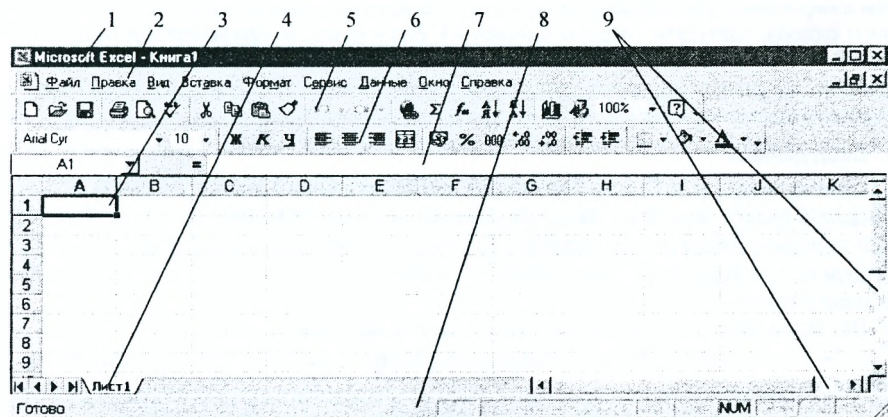 1 2 3 4 5 6 7 8 9
Microsoft Excel - Книга1
Файл Правка Вид Вставка Формат Сервис Данные Окно Справка
Σ fx 100% ?
Arial Cyr 10 Ж К Ч % 000
A1 =
A B C D E F G H I J K
1
2
3
4
5
6
7
8
9
Лист1
Готово NUM